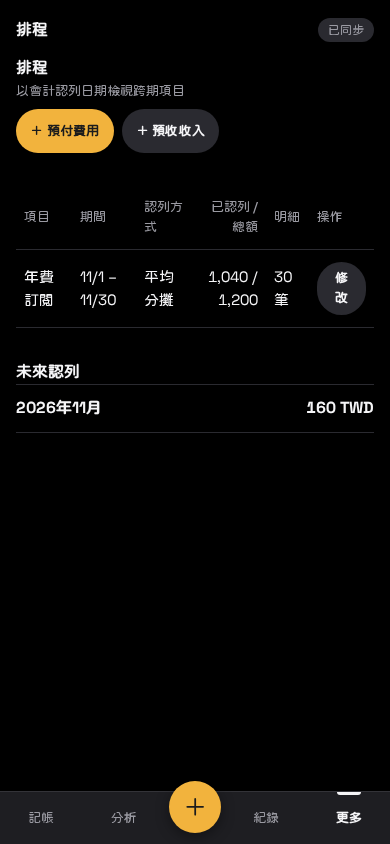 排程
已同步
排程
以會計認列日期檢視跨期項目
+ 預付費用
+ 預收收入
項目
期間
認列方
式
已認列 /
總額
明細
操作
年費
訂閱
11/1 –
11/30
平均
分攤
1,040 /
1,200
30
筆
修
改
未來認列
2026年11月
160 TWD
記帳
分析
+
紀錄
更多